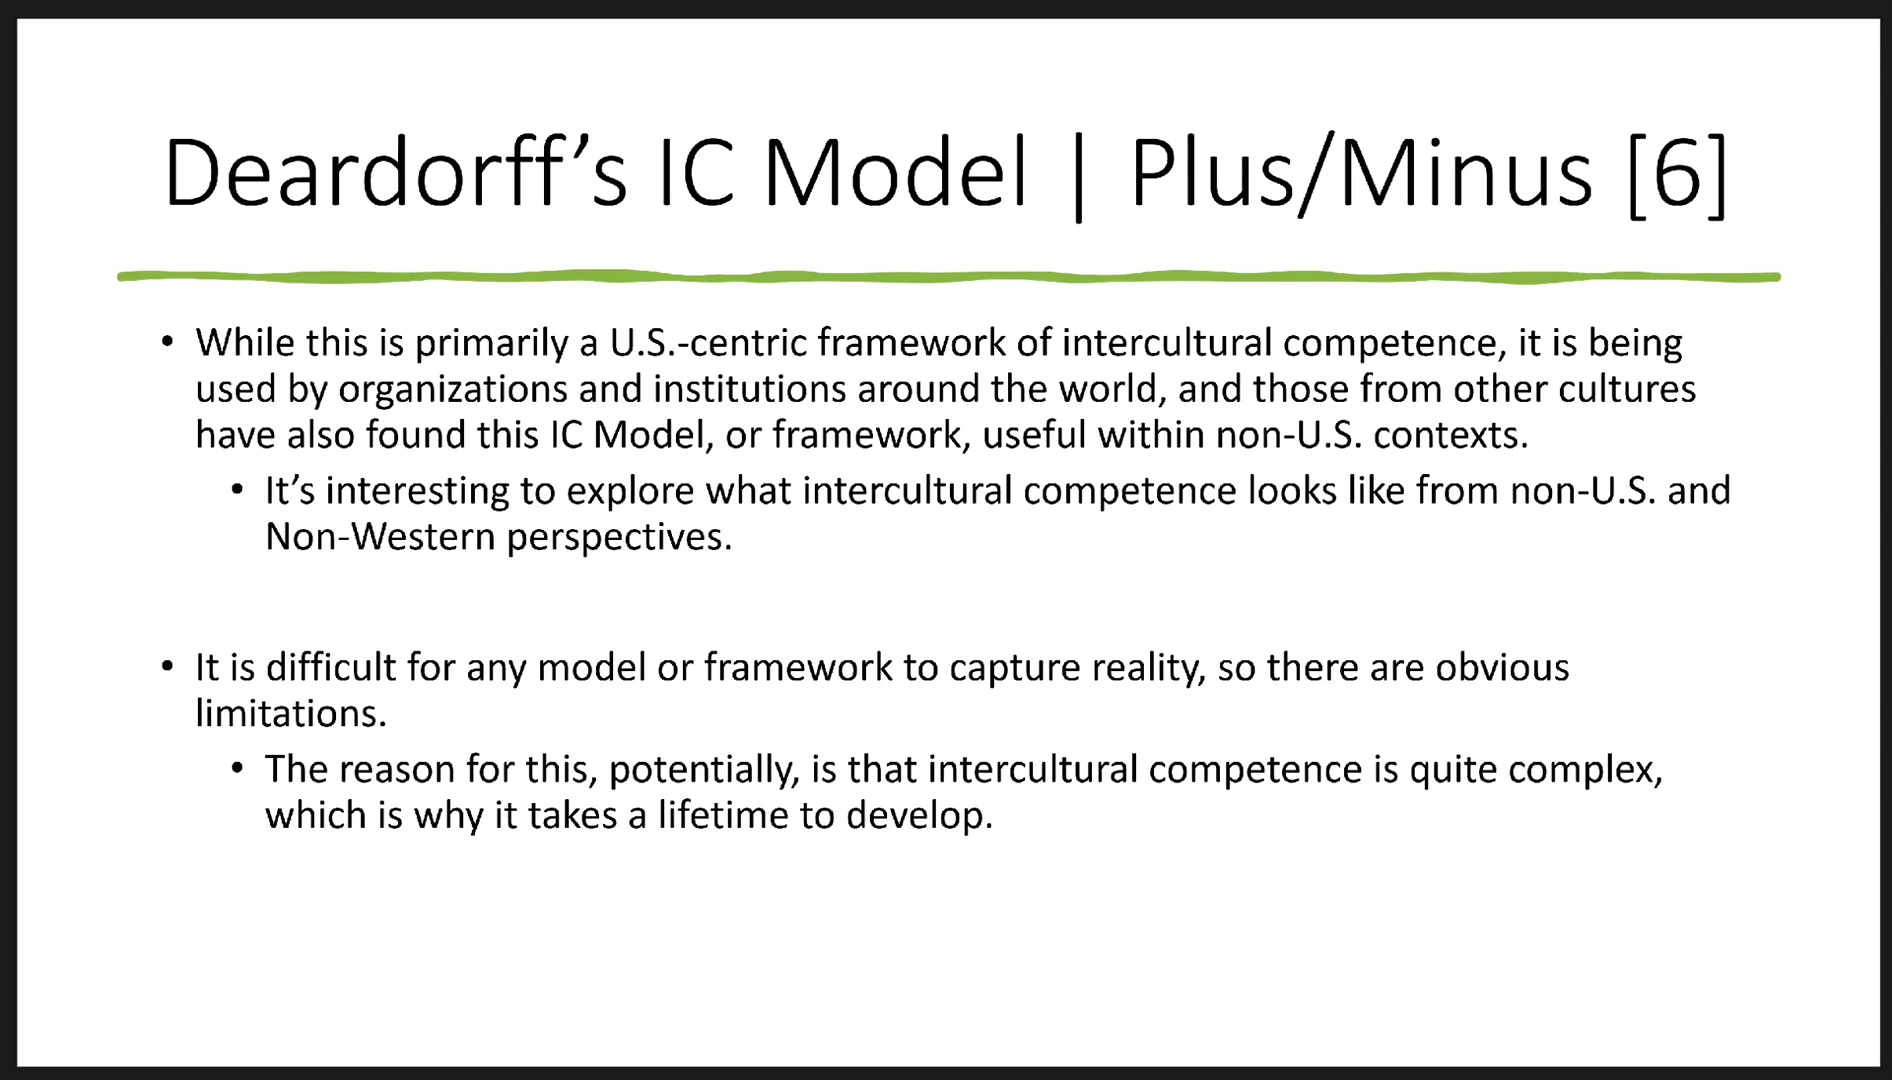 Deardorff’s IC Model | Plus/Minus [6]
• While this is primarily a U.S.-centric framework of intercultural competence, it is being
used by organizations and institutions around the world, and those from other cultures
have also found this IC Model, or framework, useful within non-U.S. contexts.
• It’s interesting to explore what intercultural competence looks like from non-U.S. and
Non-Western perspectives.
• It is difficult for any model or framework to capture reality, so there are obvious
limitations.
• The reason for this, potentially, is that intercultural competence is quite complex,
which is why it takes a lifetime to develop.